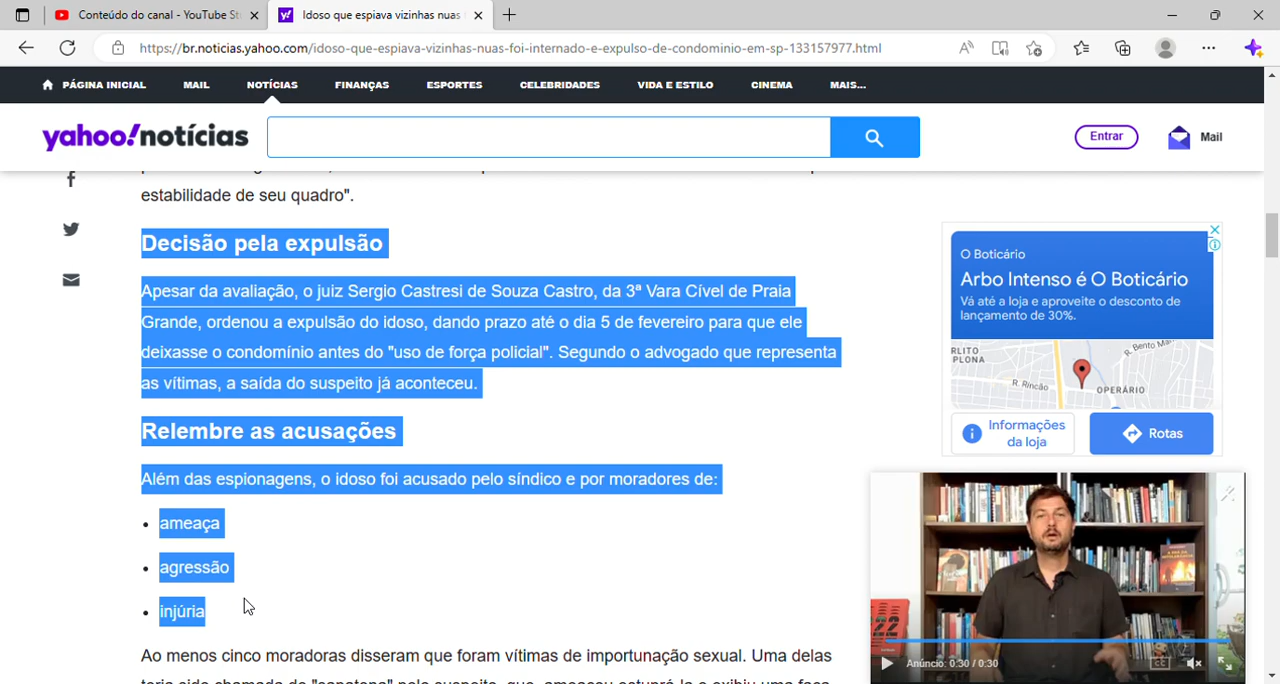 Conteúdo do canal - YouTube St
Idoso que espiava vizinhas nuas
https://br.noticias.yahoo.com/idoso-que-espiava-vizinhas-nuas-foi-internado-e-expulso-de-condominio-em-sp-133157977.html
PÁGINA INICIAL MAIL NOTÍCIAS FINANÇAS ESPORTES CELEBRIDADES VIDA E ESTILO CINEMA MAIS...
yahoo!notícias
Entrar
Mail
estabilidade de seu quadro".
Decisão pela expulsão
Apesar da avaliação, o juiz Sergio Castresi de Souza Castro, da 3ª Vara Cível de Praia
Grande, ordenou a expulsão do idoso, dando prazo até o dia 5 de fevereiro para que ele
deixasse o condomínio antes do "uso de força policial". Segundo o advogado que representa
as vítimas, a saída do suspeito já aconteceu.
Relembre as acusações
Além das espionagens, o idoso foi acusado pelo síndico e por moradores de:
• ameaça
• agressão
• injúria
Ao menos cinco moradoras disseram que foram vítimas de importunação sexual. Uma delas
O Boticário
Arbo Intenso é O Boticário
Vá até a loja e aproveite o desconto de
lançamento de 30%.
RLITO
PLONA
R. Bento Ma
R. Rincão
OPERÁRIO
Informações
da loja
Rotas
Anúncio: 0:30 / 0:30
CC